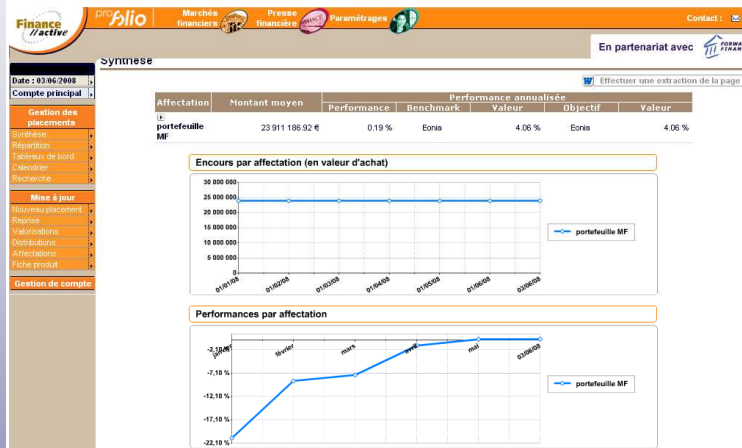 Finance
//active
profolio
Marchés
financiers
Presse
financière
Paramétrages
Contact :
En partenariat avec
FINAN
Synthèse
Effectuer une extraction de la page
Date : 03/06/2008
Compte principal
Gestion des
placements
Synthèse
Répartition
Tableaux de bord
Calendrier
Recherche
Mise à jour
Nouveau placement
Reprise
Valorisations
Distributions
Affectations
Fiche produit
Gestion de compte
Affectation Montant moyen Performance annualisée
Performance Benchmark Valeur Objectif Valeur
portefeuille
MF
23 911 186.92 € 0.19 % Eonia 4.06 % Eonia 4.06 %
Encours par affectation (en valeur d'achat)
30 000 000
25 000 000
20 000 000
15 000 000
10 000 000
5 000 000
0
01/01/08 01/02/08 01/03/08 01/04/08 01/05/08 01/06/08 03/06/08
portefeuille MF
Performances par affectation
-2,10 %
-7,10 %
-12,10 %
-17,10 %
-22,10 %
janvier février mars avril mai 03/06/08
portefeuille MF